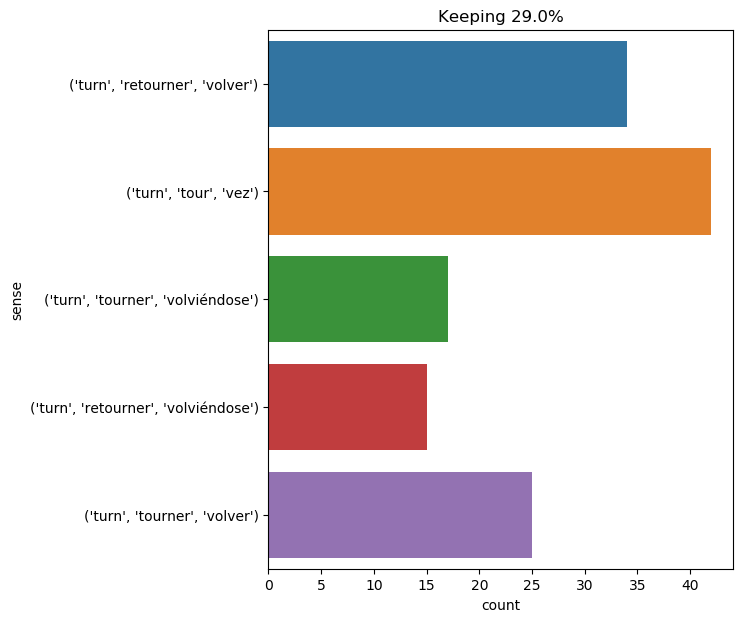 Keeping 29.0%
('turn', 'retourner', 'volver')
('turn', 'tour', 'vez')
('turn', 'tourner', 'volviéndose')
('turn', 'retourner', 'volviéndose')
('turn', 'tourner', 'volver')
sense
0 5 10 15 20 25 30 35 40
count